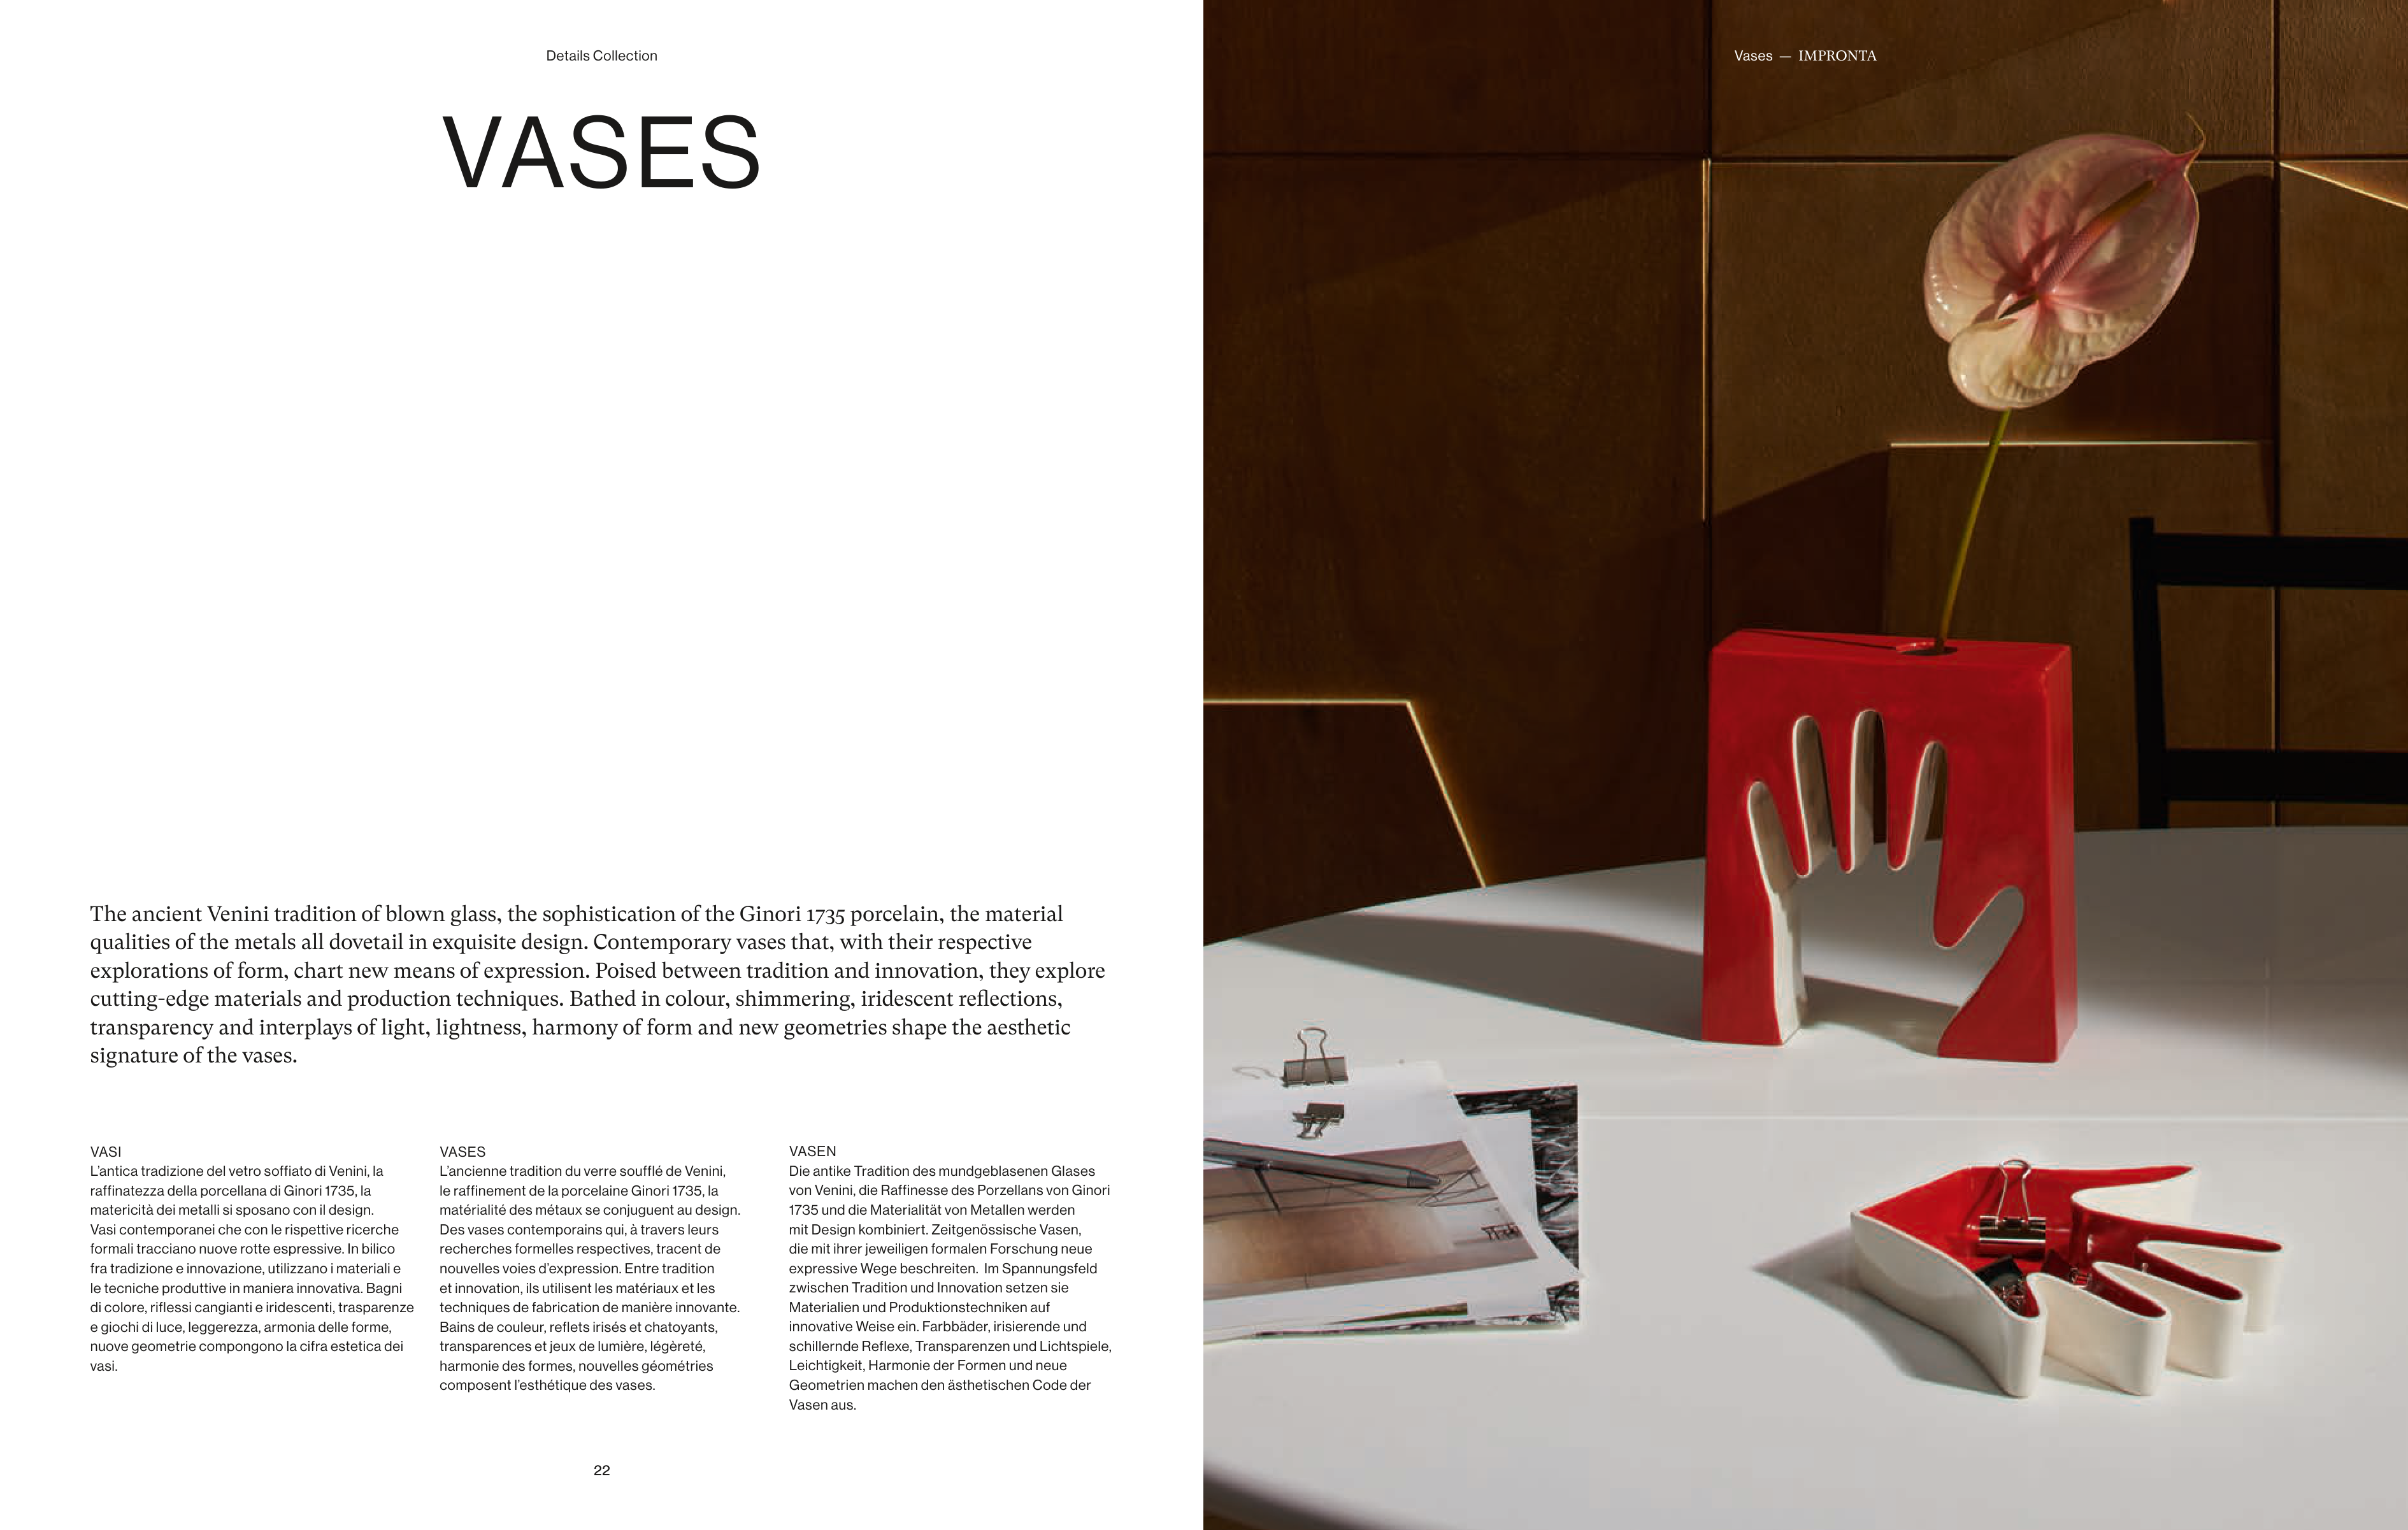 Details Collection
VASES
The ancient Venini tradition of blown glass, the sophistication of the Ginori 1735 porcelain, the material
qualities of the metals all dovetail in exquisite design. Contemporary vases that, with their respective
explorations of form, chart new means of expression. Poised between tradition and innovation, they explore
cutting-edge materials and production techniques. Bathed in colour, shimmering, iridescent reflections,
transparency and interplays of light, lightness, harmony of form and new geometries shape the aesthetic
signature of the vases.
VASI
L’antica tradizione del vetro soffiato di Venini, la
raffinatezza della porcellana di Ginori 1735, la
matericità dei metalli si sposano con il design.
Vasi contemporanei che con le rispettive ricerche
formali tracciano nuove rotte espressive. In bilico
fra tradizione e innovazione, utilizzano i materiali e
le tecniche produttive in maniera innovativa. Bagni
di colore, riflessi cangianti e iridescenti, trasparenze
e giochi di luce, leggerezza, armonia delle forme,
nuove geometrie compongono la cifra estetica dei
vasi.
VASES
L’ancienne tradition du verre soufflé de Venini,
le raffinement de la porcelaine Ginori 1735, la
matérialité des métaux se conjuguent au design.
Des vases contemporains qui, à travers leurs
recherches formelles respectives, tracent de
nouvelles voies d’expression. Entre tradition
et innovation, ils utilisent les matériaux et les
techniques de fabrication de manière innovante.
Bains de couleur, reflets irisés et chatoyants,
transparences et jeux de lumière, légèreté,
harmonie des formes, nouvelles géométries
composent l’esthétique des vases.
VASEN
Die antike Tradition des mundgeblasenen Glases
von Venini, die Raffinesse des Porzellans von Ginori
1735 und die Materialität von Metallen werden
mit Design kombiniert. Zeitgenössische Vasen,
die mit ihrer jeweiligen formalen Forschung neue
expressive Wege beschreiten. Im Spannungsfeld
zwischen Tradition und Innovation setzen sie
Materialien und Produktionstechniken auf
innovative Weise ein. Farbbäder, irisierende und
schillernde Reflexe, Transparenzen und Lichtspiele,
Leichtigkeit, Harmonie der Formen und neue
Geometrien machen den ästhetischen Code der
Vasen aus.
22
Vases — IMPRONTA